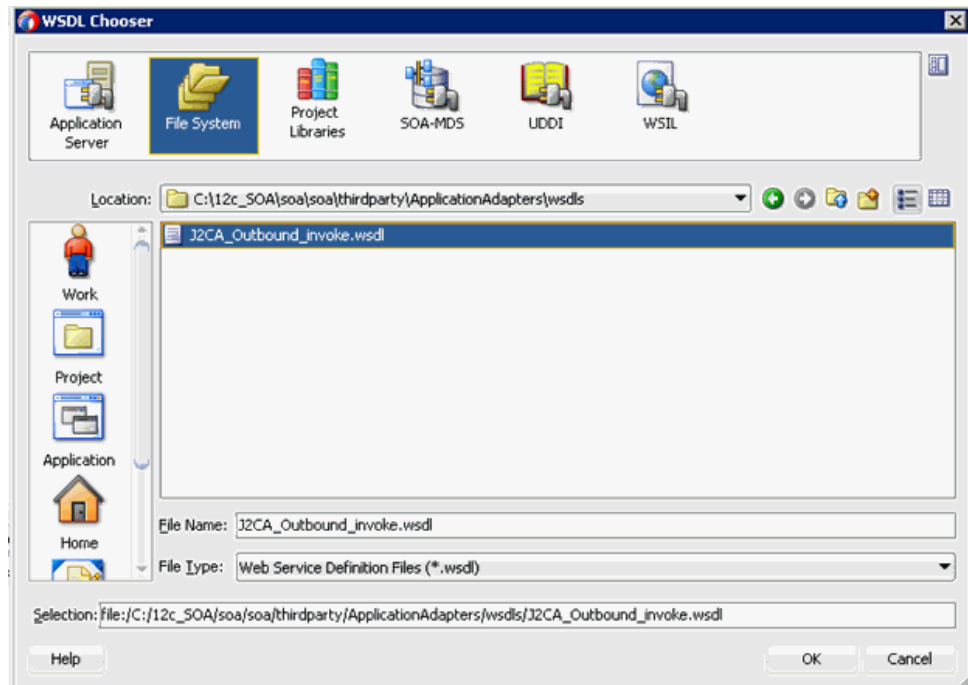 WSDL Chooser
Application
Server
File System
Project
Libraries
SOA-MDS
UDDI
WSIL
Location: C:\12c_SOA\soa\soa\thirdparty\ApplicationAdapters\wsdls
J2CA_Outbound_invoke.wsdl
Work
Project
Application
Home
File Name: J2CA_Outbound_invoke.wsdl
File Type: Web Service Definition Files (*.wsdl)
Selection: file:/C:/12c_SOA/soa/soa/thirdparty/ApplicationAdapters/wsdls/J2CA_Outbound_invoke.wsdl
Help OK Cancel